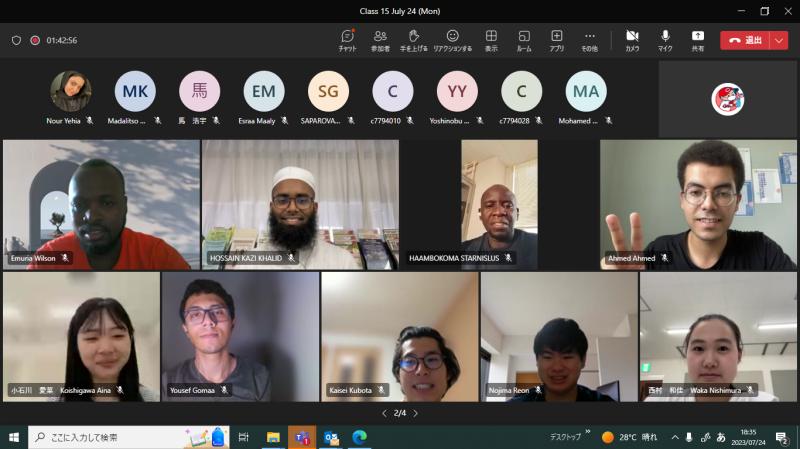 Class 15 July 24 (Mon)
01:42:56
チャット
参加者
手を上げる
リアクションする
表示
ルーム
アプリ
その他
カメラ
マイク
共有
退出
MK
馬
EM
SG
C
YY
C
MA
Nour Yehia
Madalitso ...
馬 浩宇
Esraa Maaly
SAPAROVA...
c7794010
Yoshinobu ...
c7794028
Mohamed ...
Emuria Wilson
HOSSAIN KAZI KHALID
HAAMBOKOMA STARNISLUS
Ahmed Ahmed
小石川 愛菜 Koishigawa Aina
Yousef Gomaa
Kaisei Kubota
Nojima Reon
西村 和佳 Waka Nishimura
2/4
ここに入力して検索
デスクトップ
28°C 晴れ
あ
18:35
2023/07/24
2